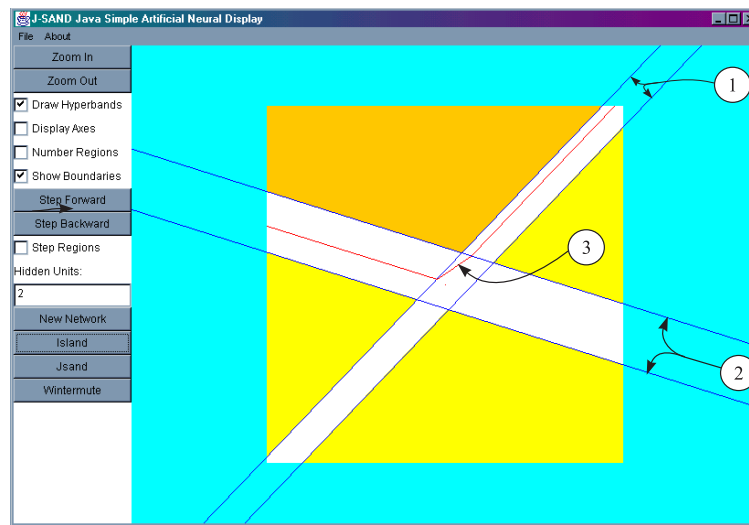 J-SAND Java Simple Artificial Neural Display
File About
Zoom In
Zoom Out
Draw Hyperbands
Display Axes
Number Regions
Show Boundaries
Step Forward
Step Backward
Step Regions
Hidden Units:
2
New Network
Island
Jsand
Wintermute
1
3
2